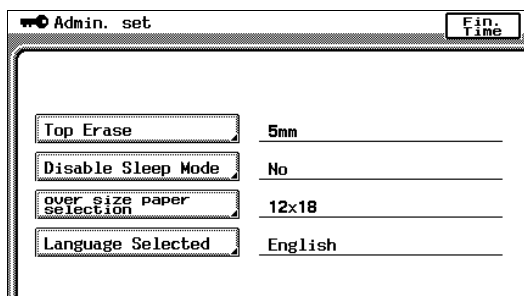 Admin. set
Fin.
Time
Top Erase 5mm
Disable Sleep Mode No
over size paper
selection 12x18
Language Selected English